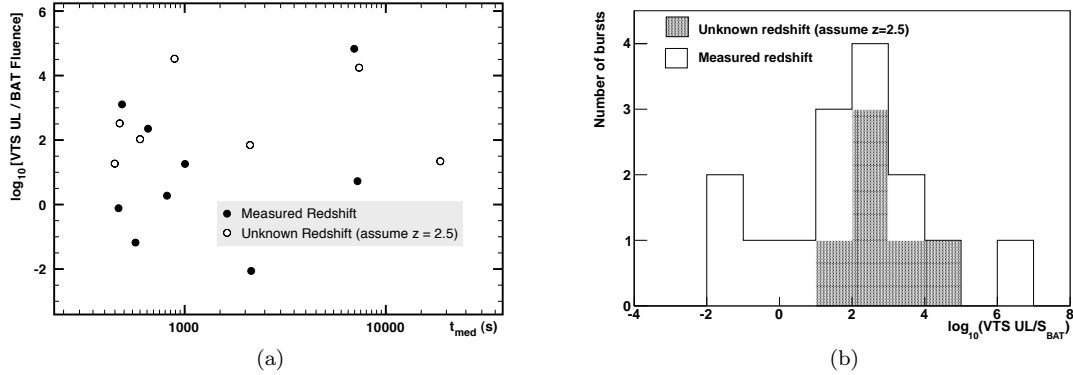 log10[VTS UL / BAT Fluence]
6
4
2
0
-2
Measured Redshift
Unknown Redshift (assume z = 2.5)
1000
10000
tmed (s)
(a)
Number of bursts
4
3
2
1
0
Unknown redshift (assume z=2.5)
Measured redshift
-4
-2
0
2
4
6
8
log10(VTS UL/SBAT)
(b)